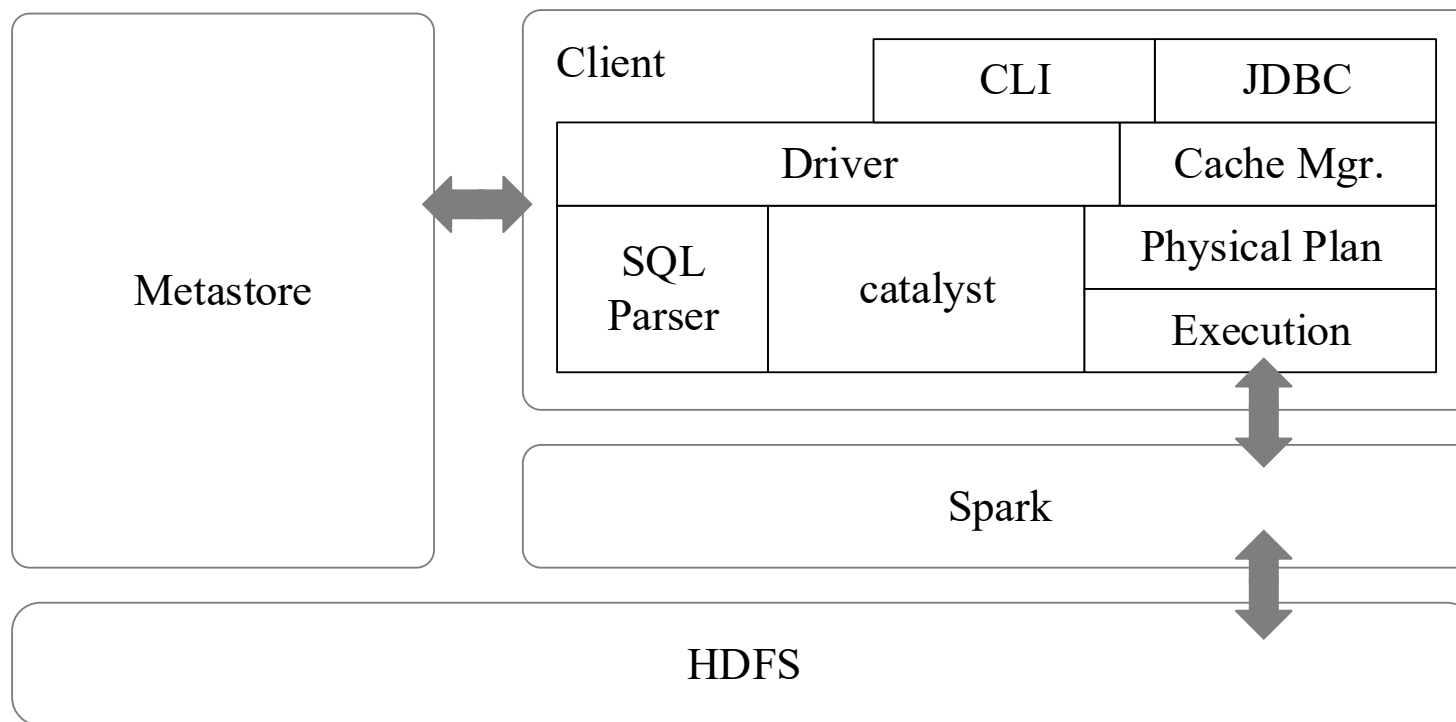 Client
CLI
JDBC
Driver
Cache Mgr.
Metastore
SQL
Parser
catalyst
Physical Plan
Execution
Spark
HDFS